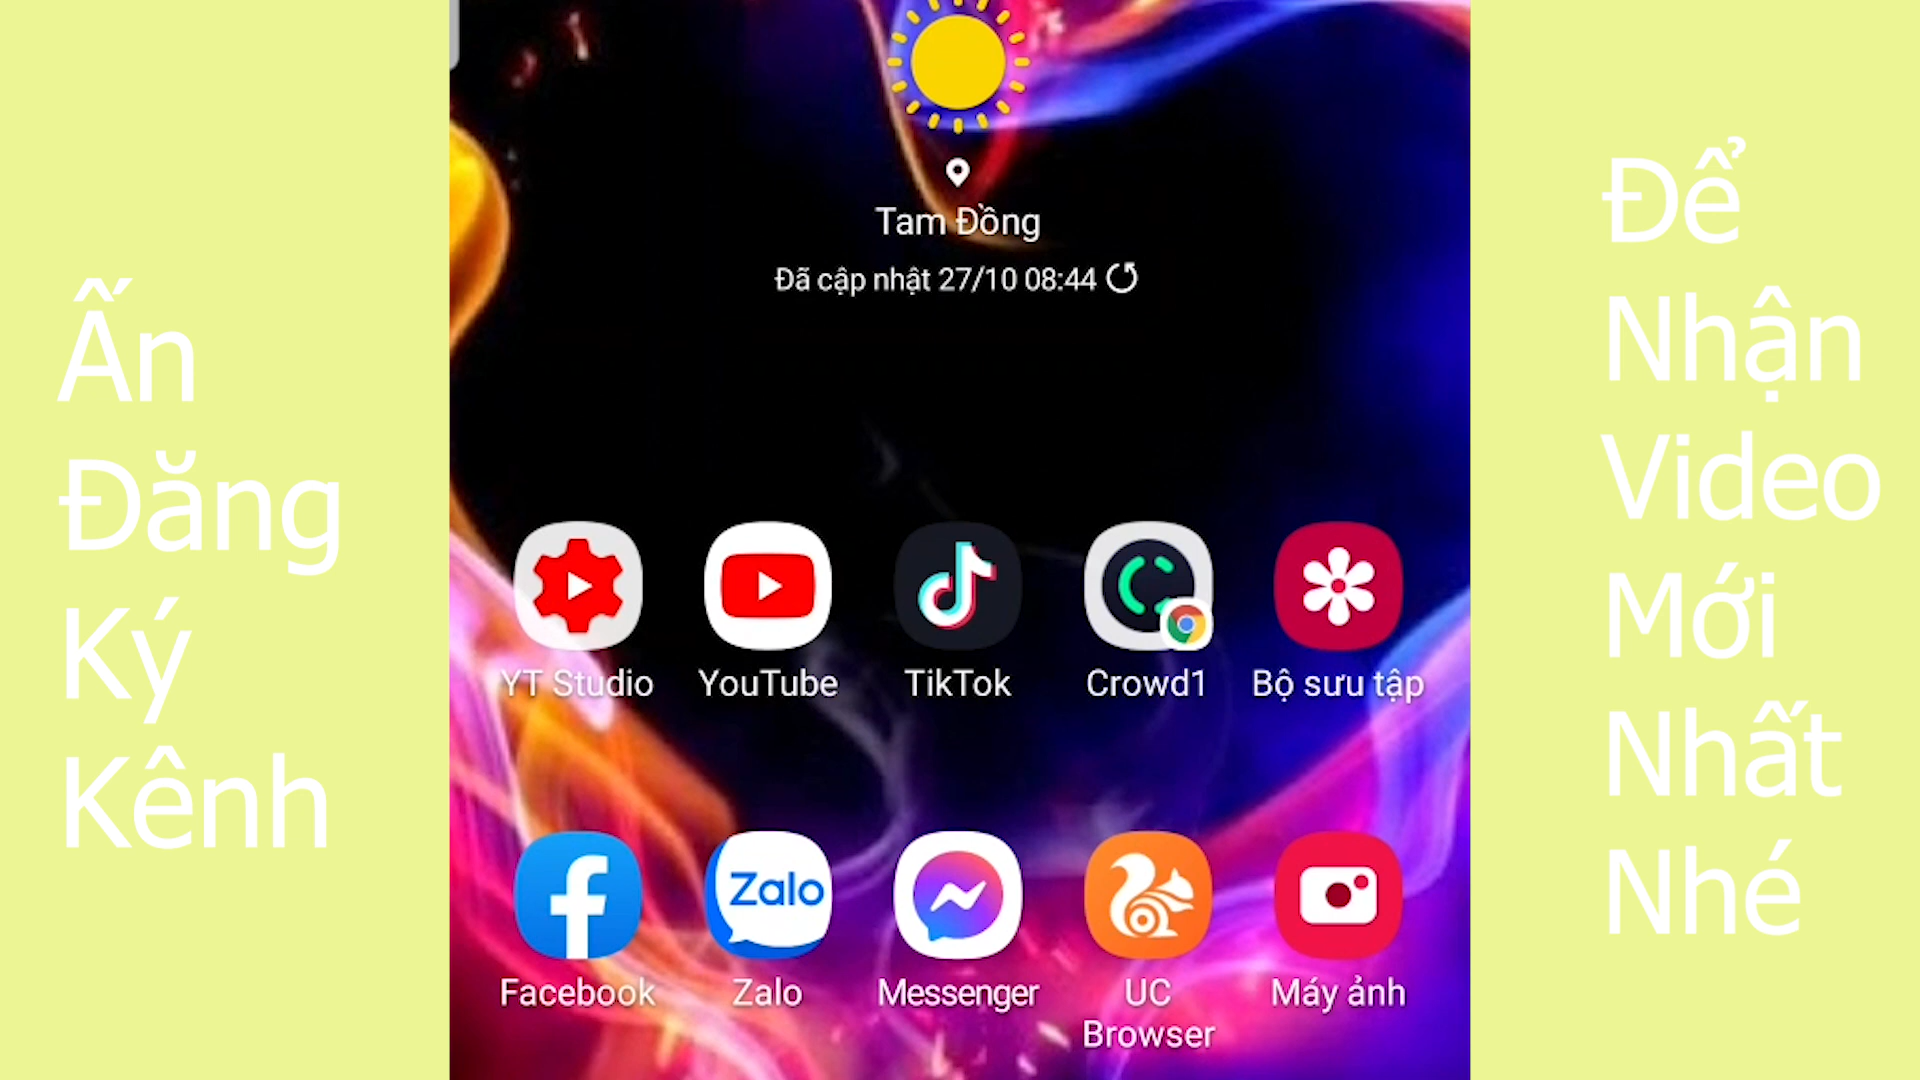 Ấn
Đăng
Ký
Kênh
Tam Đồng
Đã cập nhật 27/10 08:44
YT Studio
YouTube
TikTok
Crowd1
Bộ sưu tập
Zalo
Facebook
Zalo
Messenger
UC
Browser
Máy ảnh
Để
Nhận
Video
Mới
Nhất
Nhé